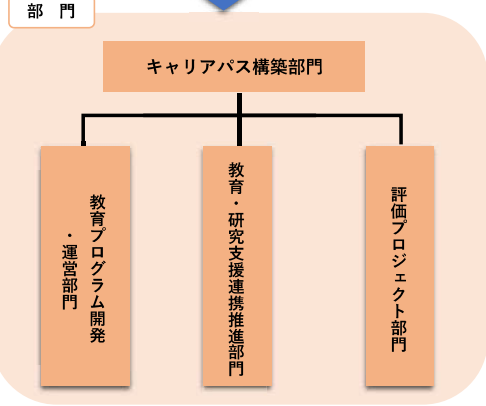 部 門
キャリアパス構築部門
教育プログラム開発
・運営部門
教育・研究支援連携推進部門
評価プロジェクト部門